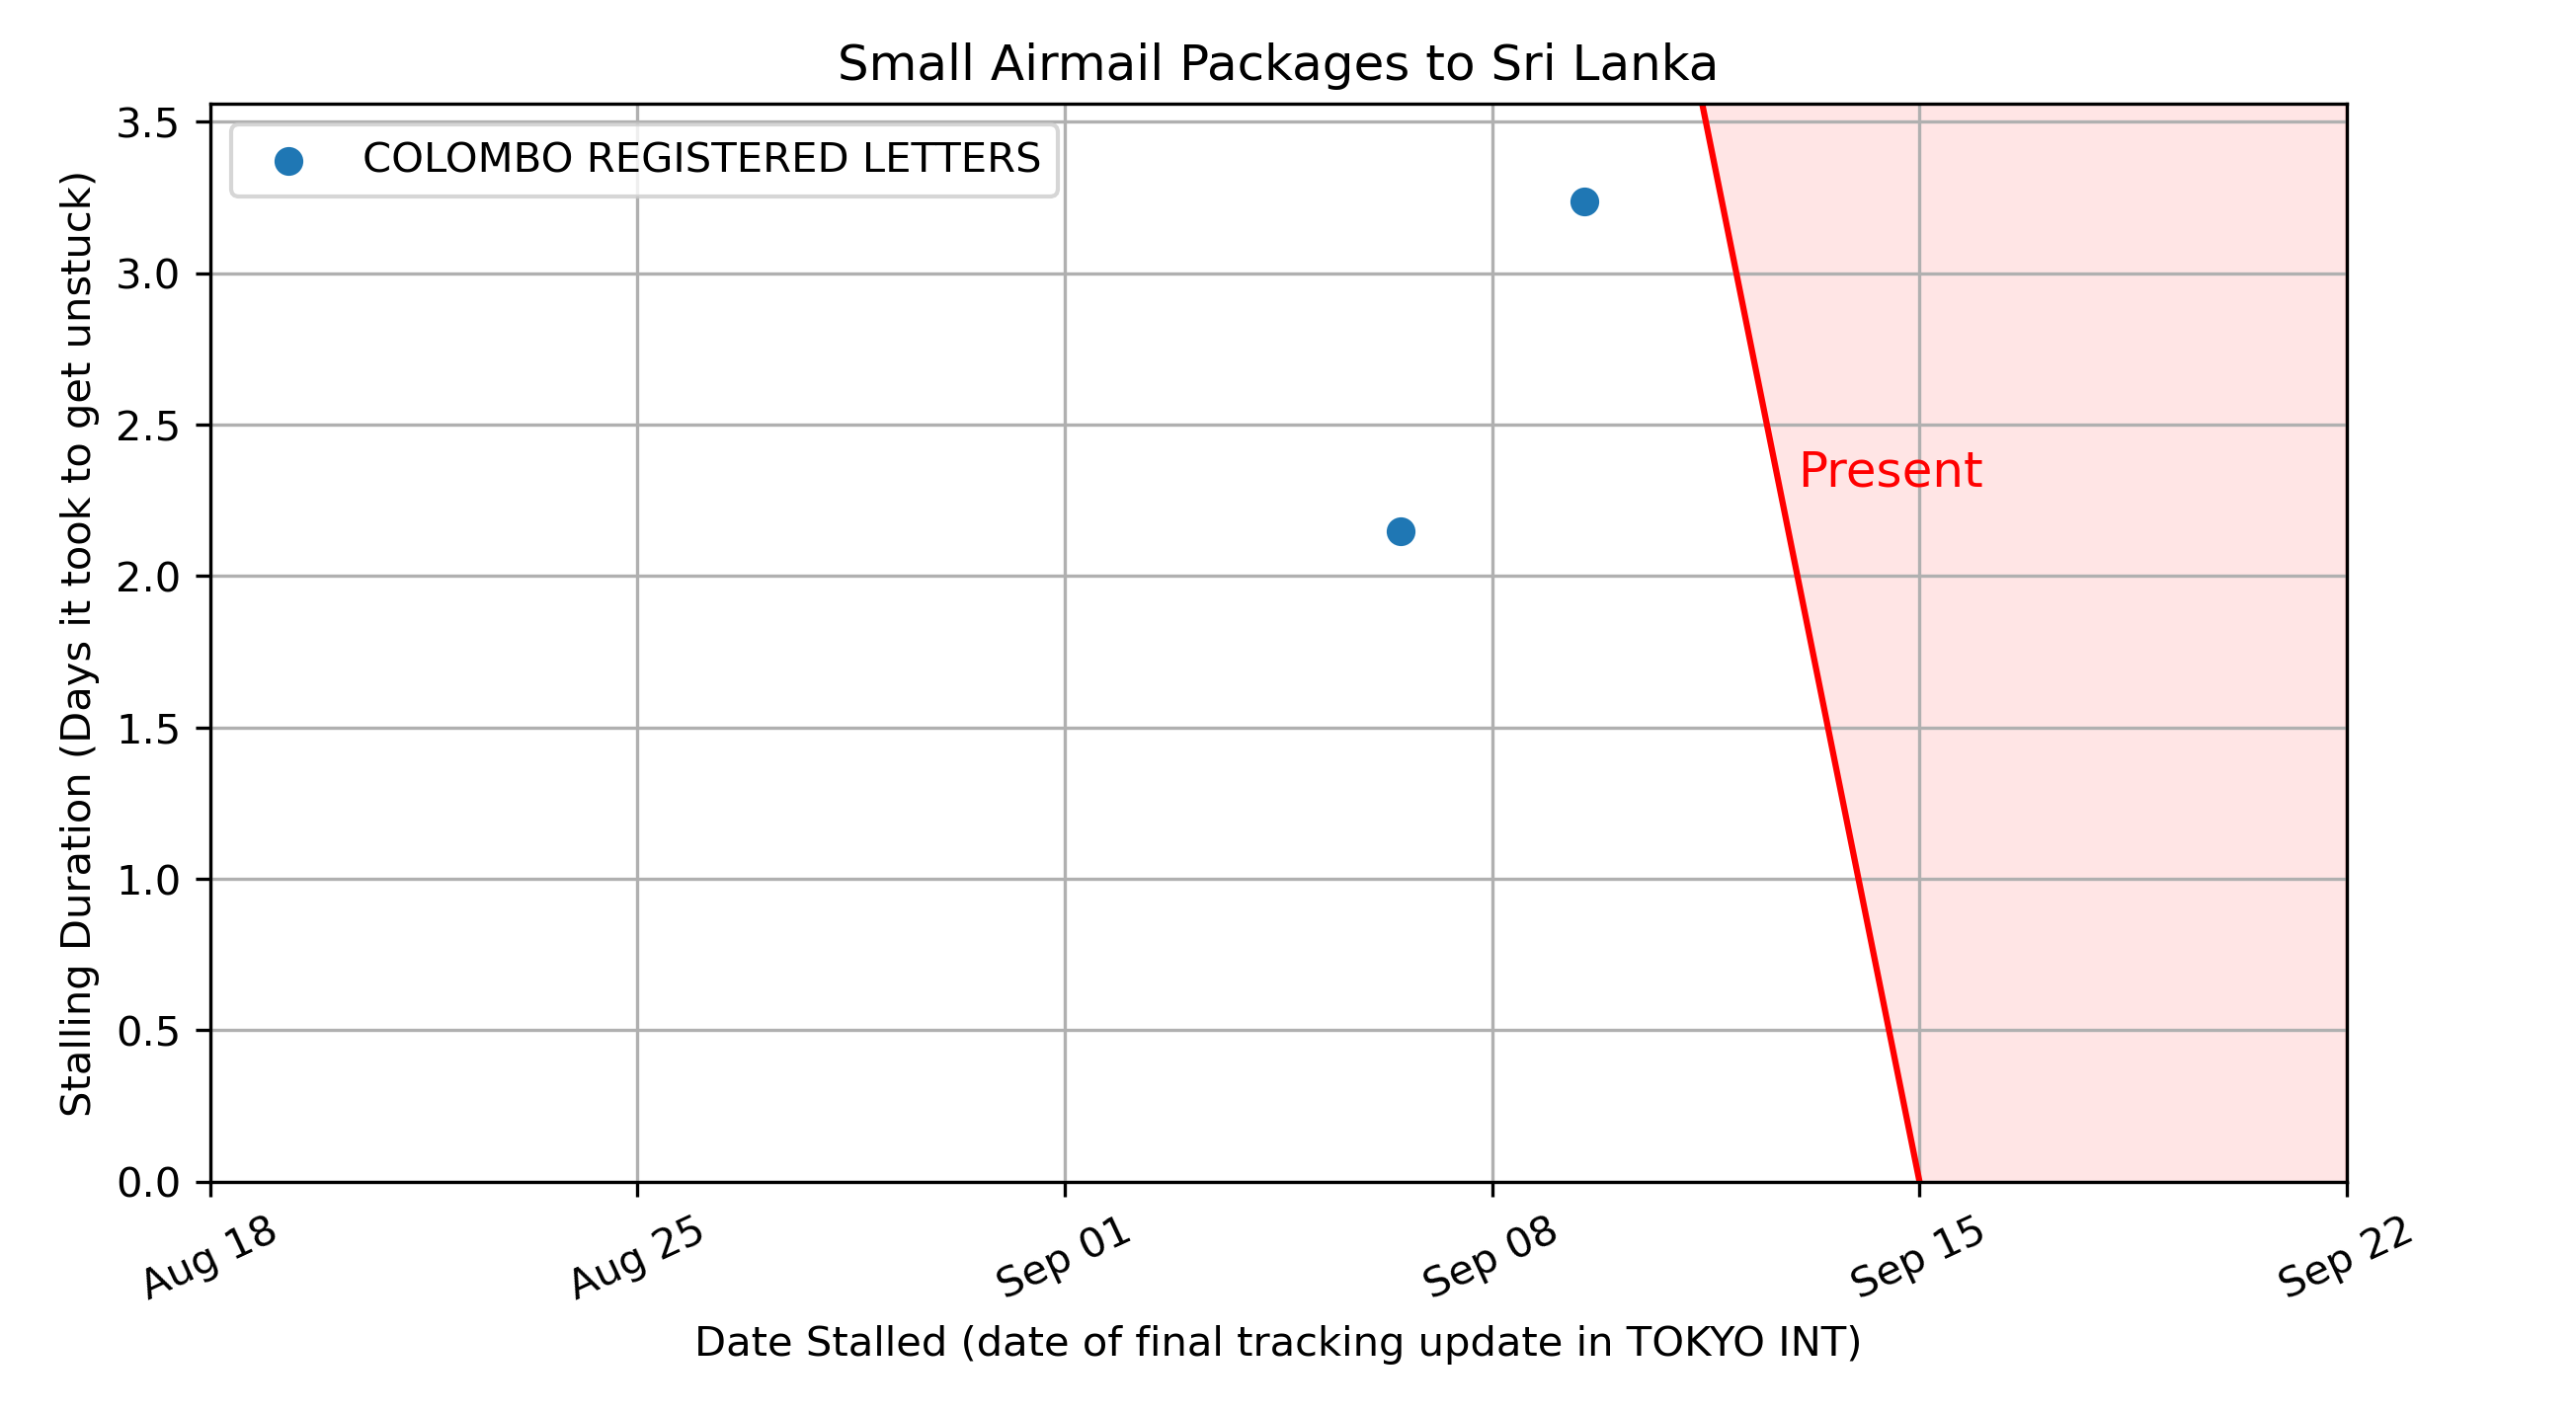 Small Airmail Packages to Sri Lanka
COLOMBO REGISTERED LETTERS
Present
Stalling Duration (Days it took to get unstuck)
3.5
3.0
2.5
2.0
1.5
1.0
0.5
0.0
Aug 18
Aug 25
Sep 01
Sep 08
Sep 15
Sep 22
Date Stalled (date of final tracking update in TOKYO INT)